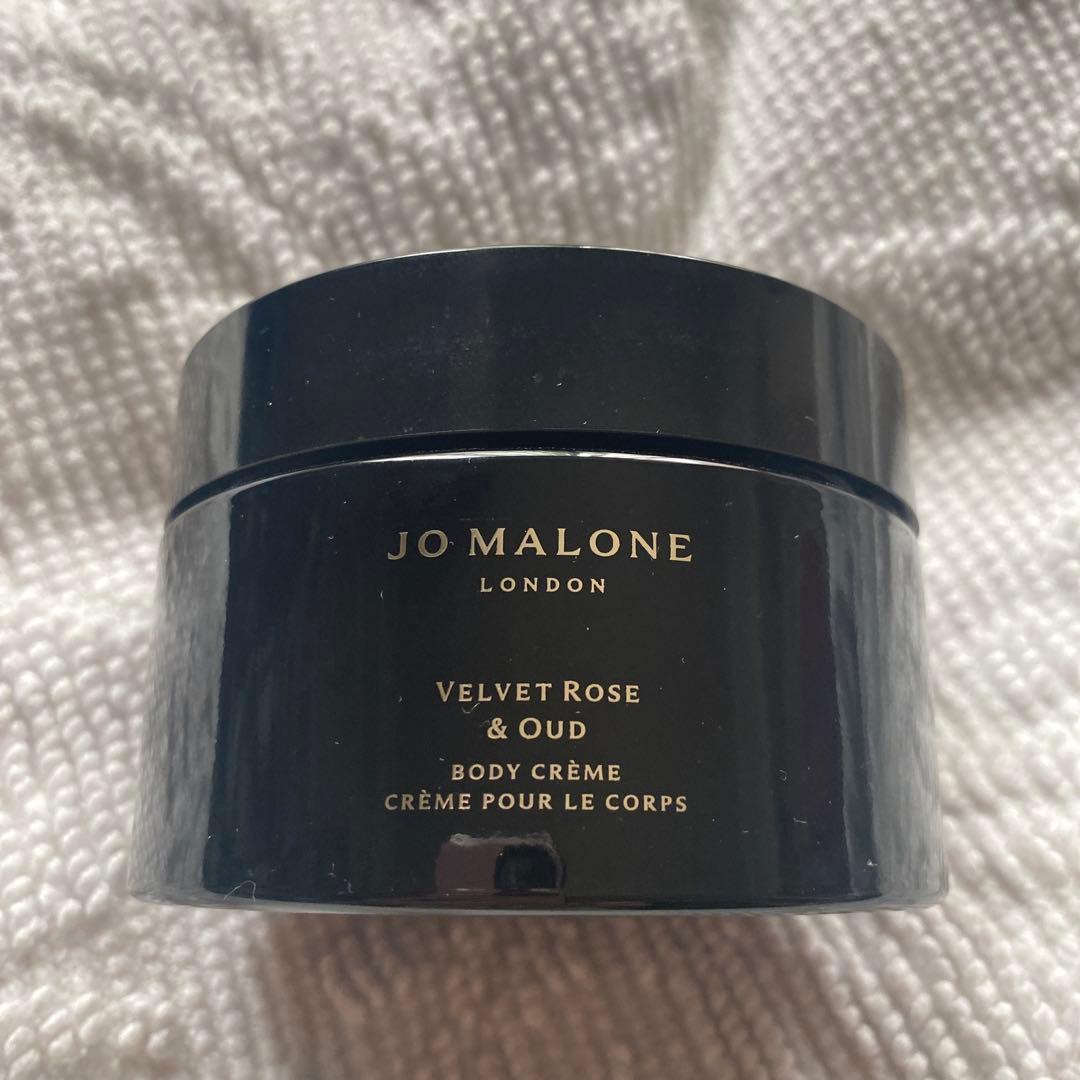 JO MALONE
LONDON
VELVET ROSE
& OUD
BODY CRÈME
CRÈME POUR LE CORPS